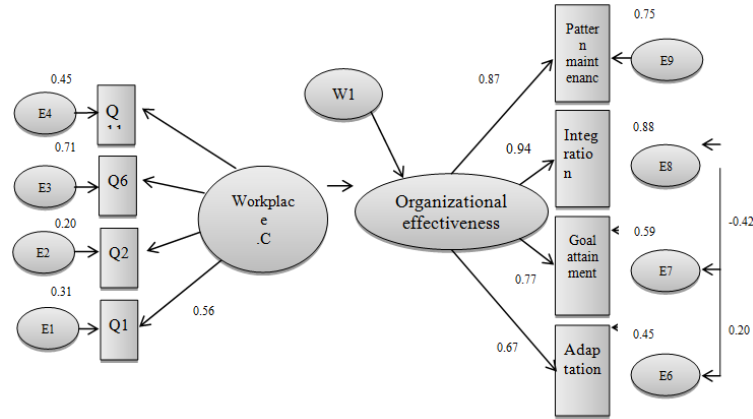 0.75
Patter
n
maint
enanc
E9
0.87
0.45
E4
Q
11
W1
0.94
Integ
ratio
n
0.88
E8
0.71
E3
Q6
Workplac
e
.C
Organizational
effectiveness
-0.42
0.20
E2
Q2
Goal
attain
ment
0.59
E7
0.77
0.31
E1
Q1
0.56
0.67
Adap
tation
0.45
0.20
E6